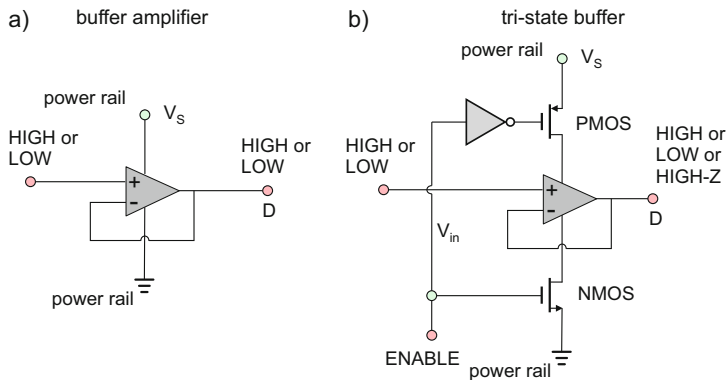 a)
buffer amplifier
power rail
V_S
HIGH or
LOW
+
-
HIGH or
LOW
D
power rail
b)
tri-state buffer
power rail
V_S
PMOS
HIGH or
LOW
HIGH or
LOW or
HIGH-Z
+
-
D
V_in
NMOS
ENABLE
power rail